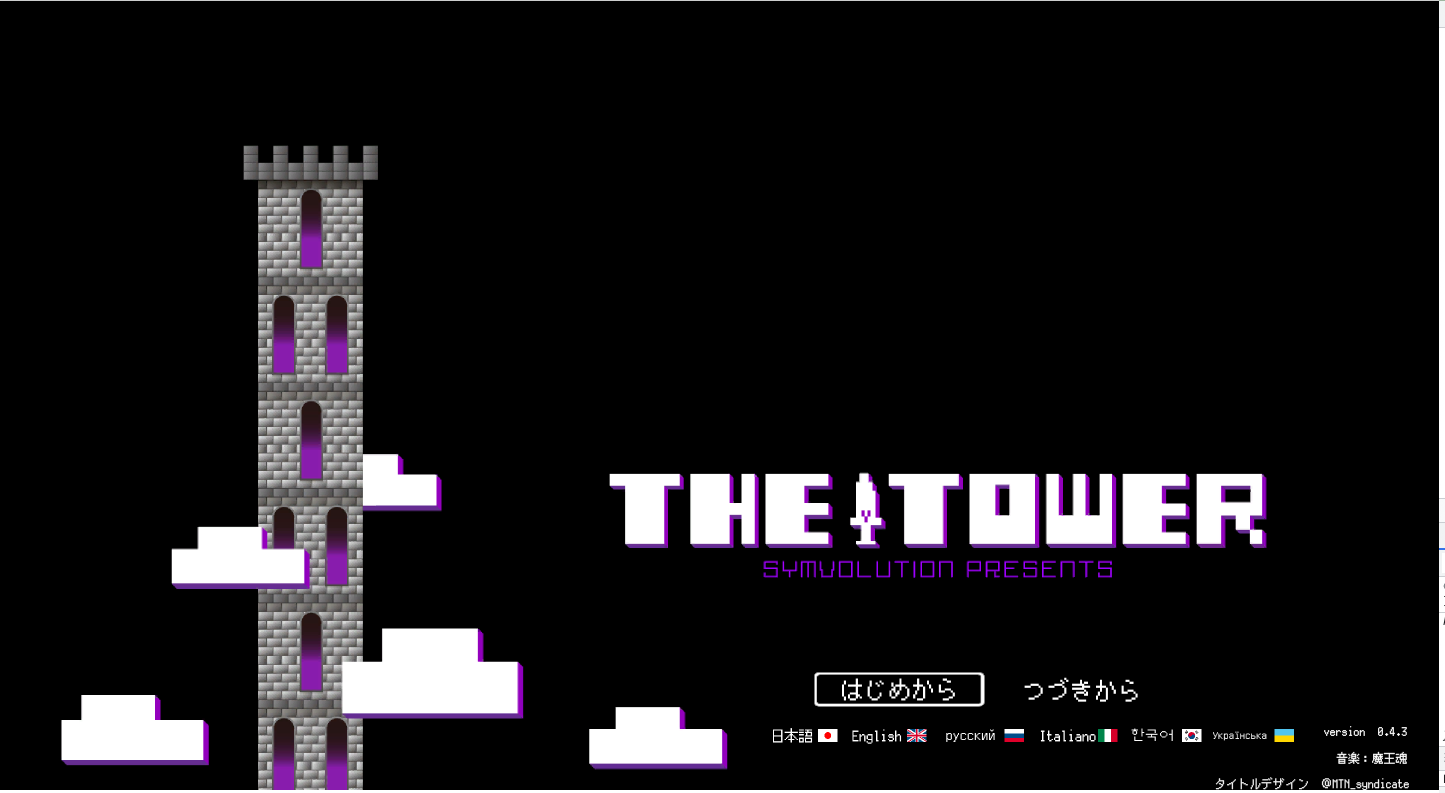 THE TOWER
SYMVOLUTION PRESENTS
はじめから つづきから
日本語 English русский Italiano 한국어 Українська version 0.4.3
音楽：魔王魂
タイトルデザイン @MTN_syndicate